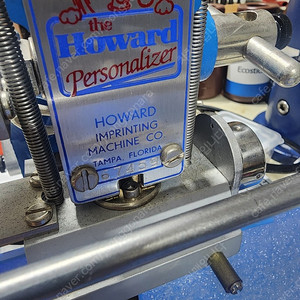 the
Howard
Personalizer
HOWARD
IMPRINTING
MACHINE CO.
TAMPA, FLORIDA